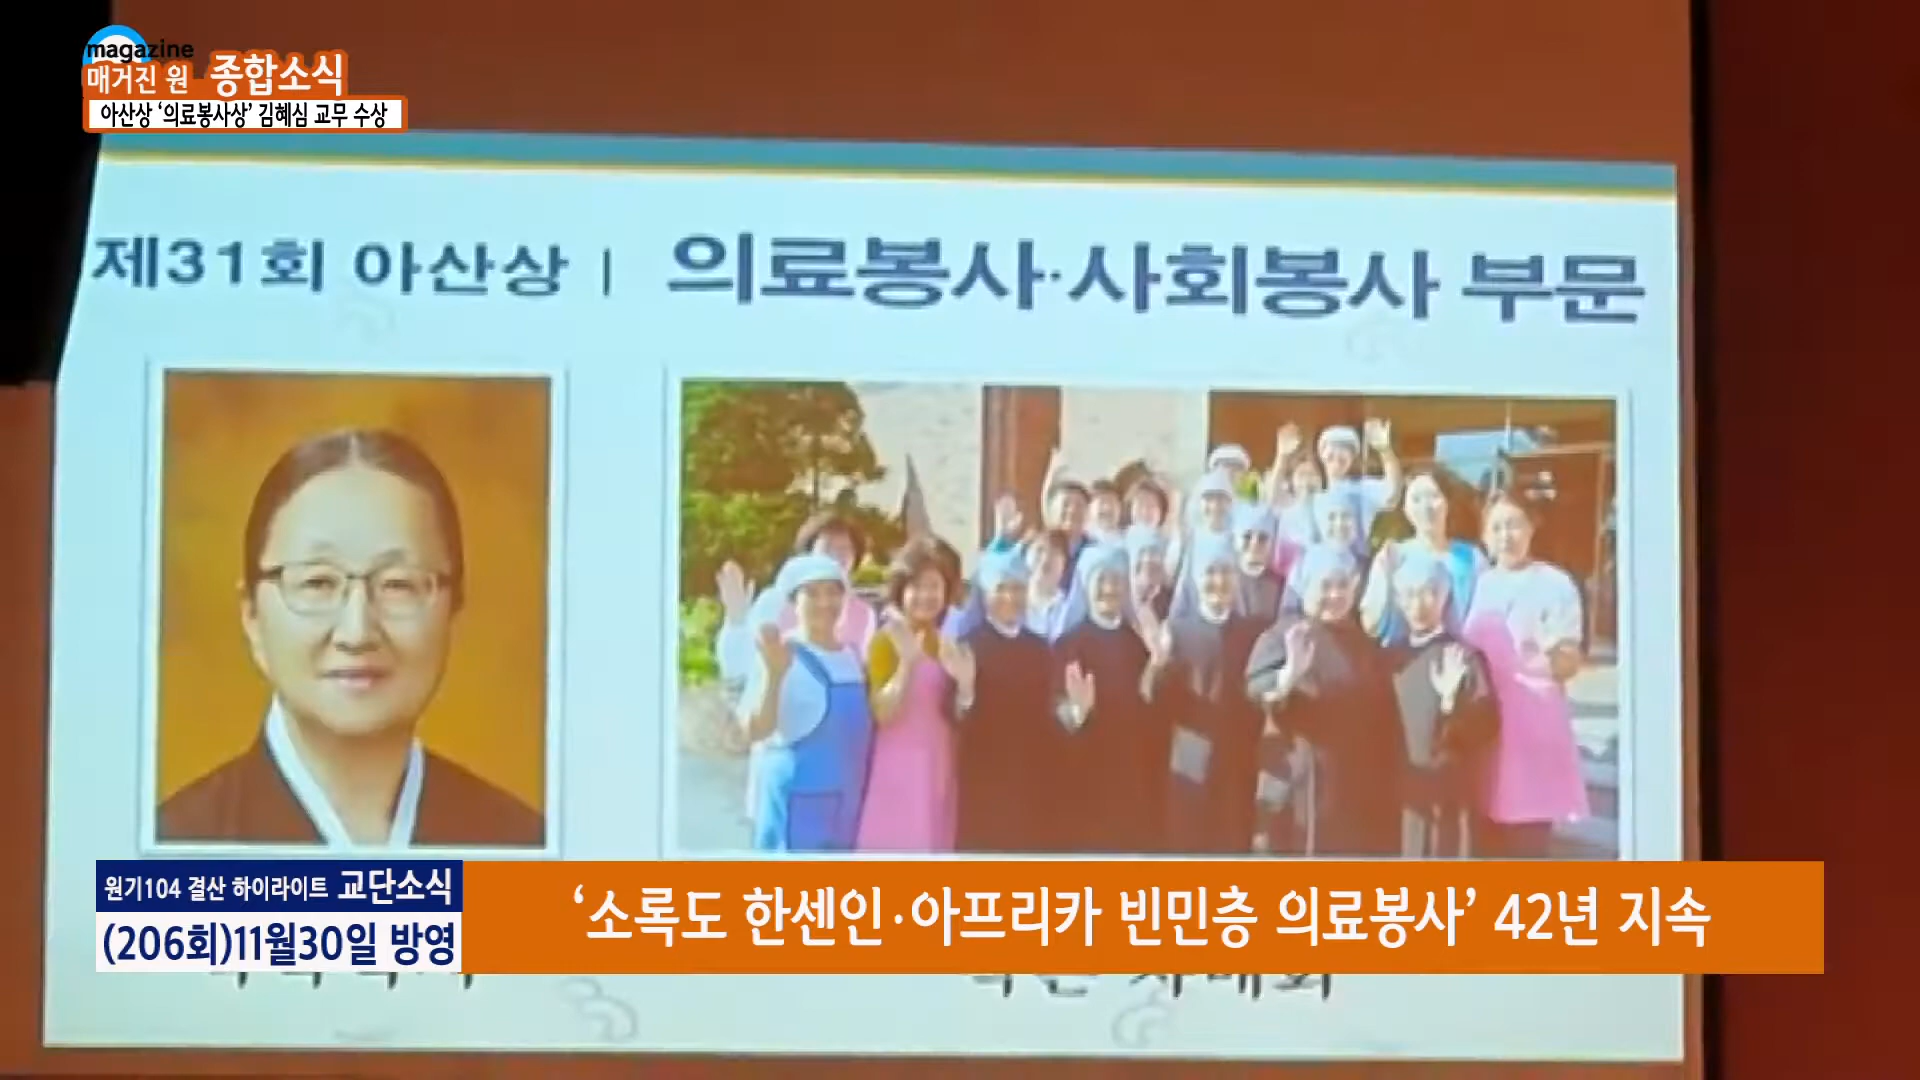 magazine
매거진 원 종합소식
아산상 ‘의료봉사상’ 김혜심 교무 수상
제31회 아산상 | 의료봉사·사회봉사 부문
원기104 결산 하이라이트 교단소식
(206회)11월30일 방영
‘소록도 한센인·아프리카 빈민층 의료봉사’ 42년 지속